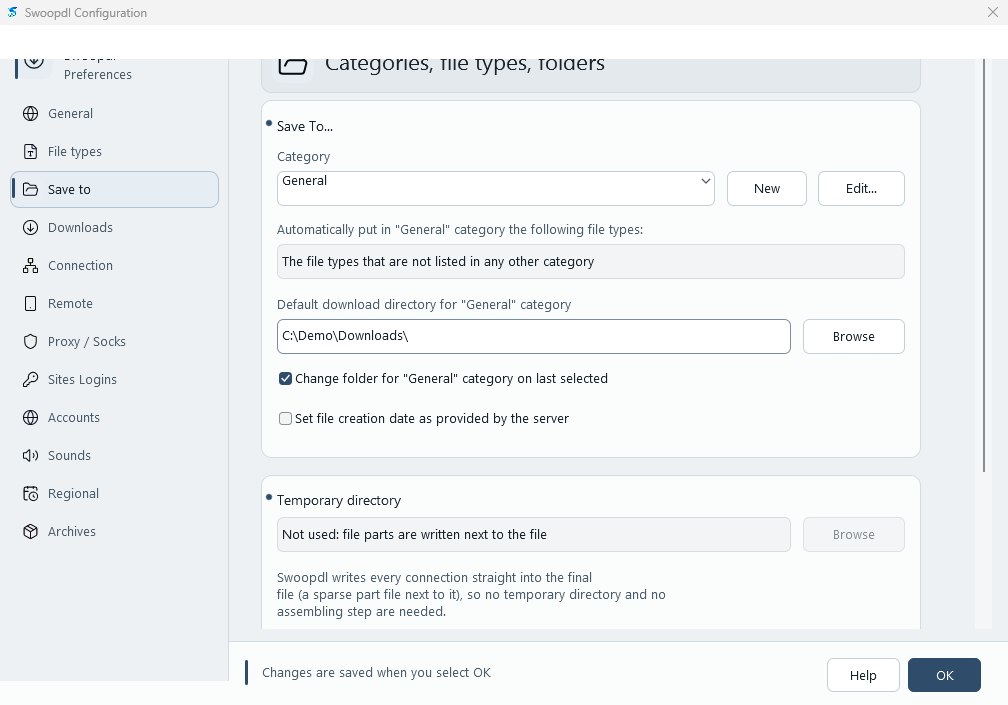 Swoopdl Configuration
Preferences
Categories, file types, folders
General
File types
Save to
Downloads
Connection
Remote
Proxy / Socks
Sites Logins
Accounts
Sounds
Regional
Archives
Save To...
Category
General
New
Edit...
Automatically put in "General" category the following file types:
The file types that are not listed in any other category
Default download directory for "General" category
C:\Demo\Downloads\
Browse
Change folder for "General" category on last selected
Set file creation date as provided by the server
Temporary directory
Not used: file parts are written next to the file
Browse
Swoopdl writes every connection straight into the final
file (a sparse part file next to it), so no temporary directory and no
assembling step are needed.
Changes are saved when you select OK
Help
OK